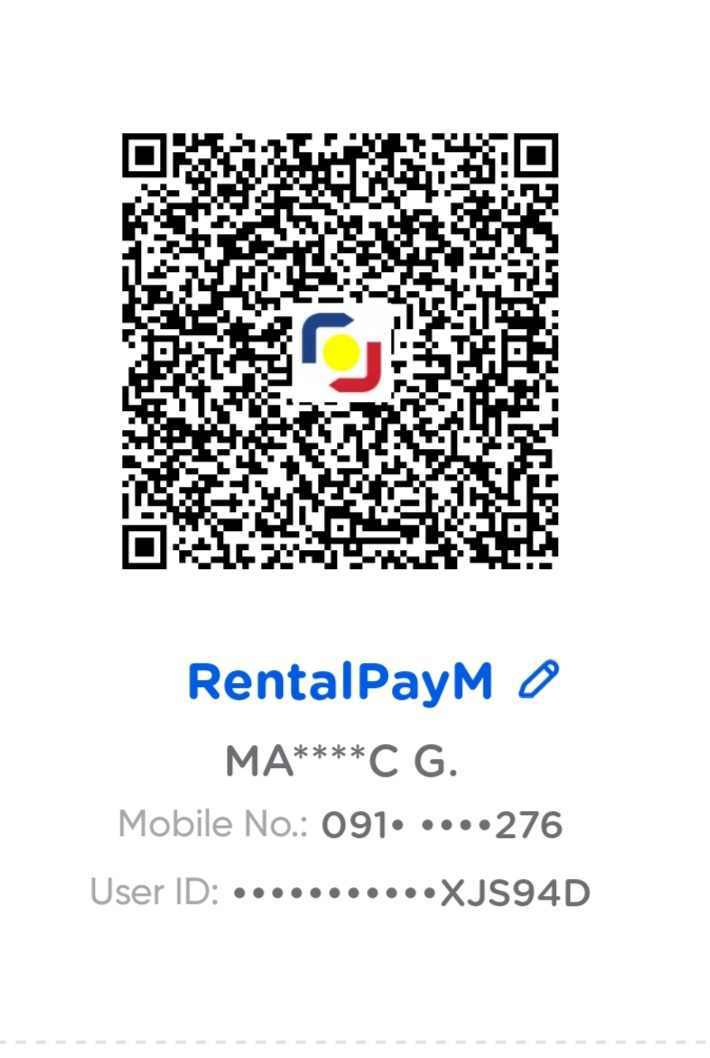 RentalPayM
MA****C G.
Mobile No.: 091• ••••276
User ID: •••••••••••XJS94D